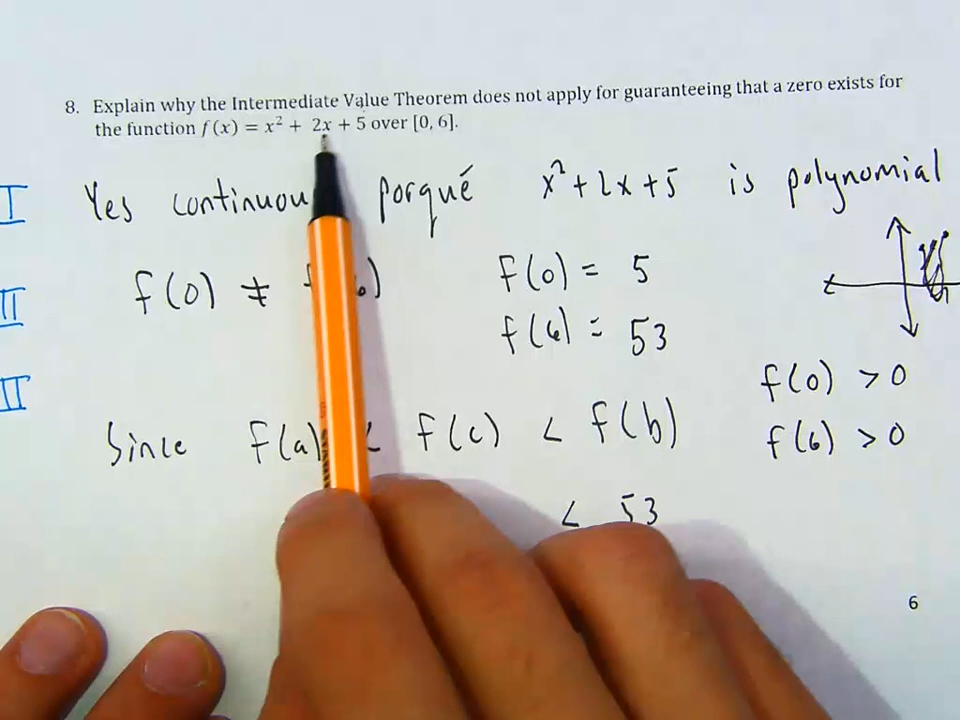 8. Explain why the Intermediate Value Theorem does not apply for guaranteeing that a zero exists for
the function f(x) = x² + 2x + 5 over [0, 6].
I Yes continuou porqué x²+2x+5 is polynomial
II f(0) ≠ f( 6) f(0) = 5
f(6) = 53
III f(0) > 0
Since f(a) < f(c) < f(b) f(6) > 0
< 53
6